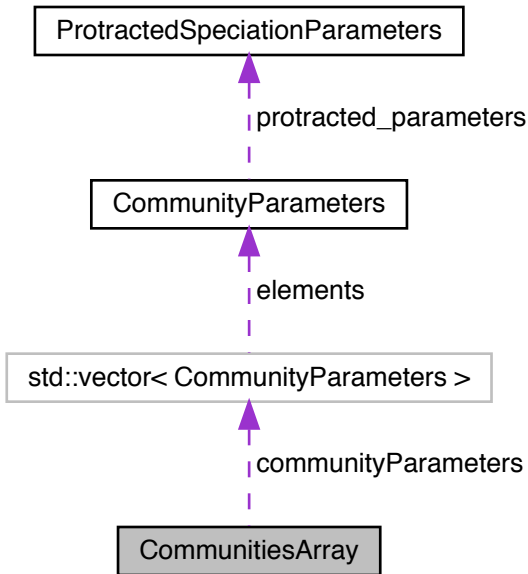 ProtractedSpeciationParameters
protracted_parameters
CommunityParameters
elements
std::vector< CommunityParameters >
communityParameters
CommunitiesArray